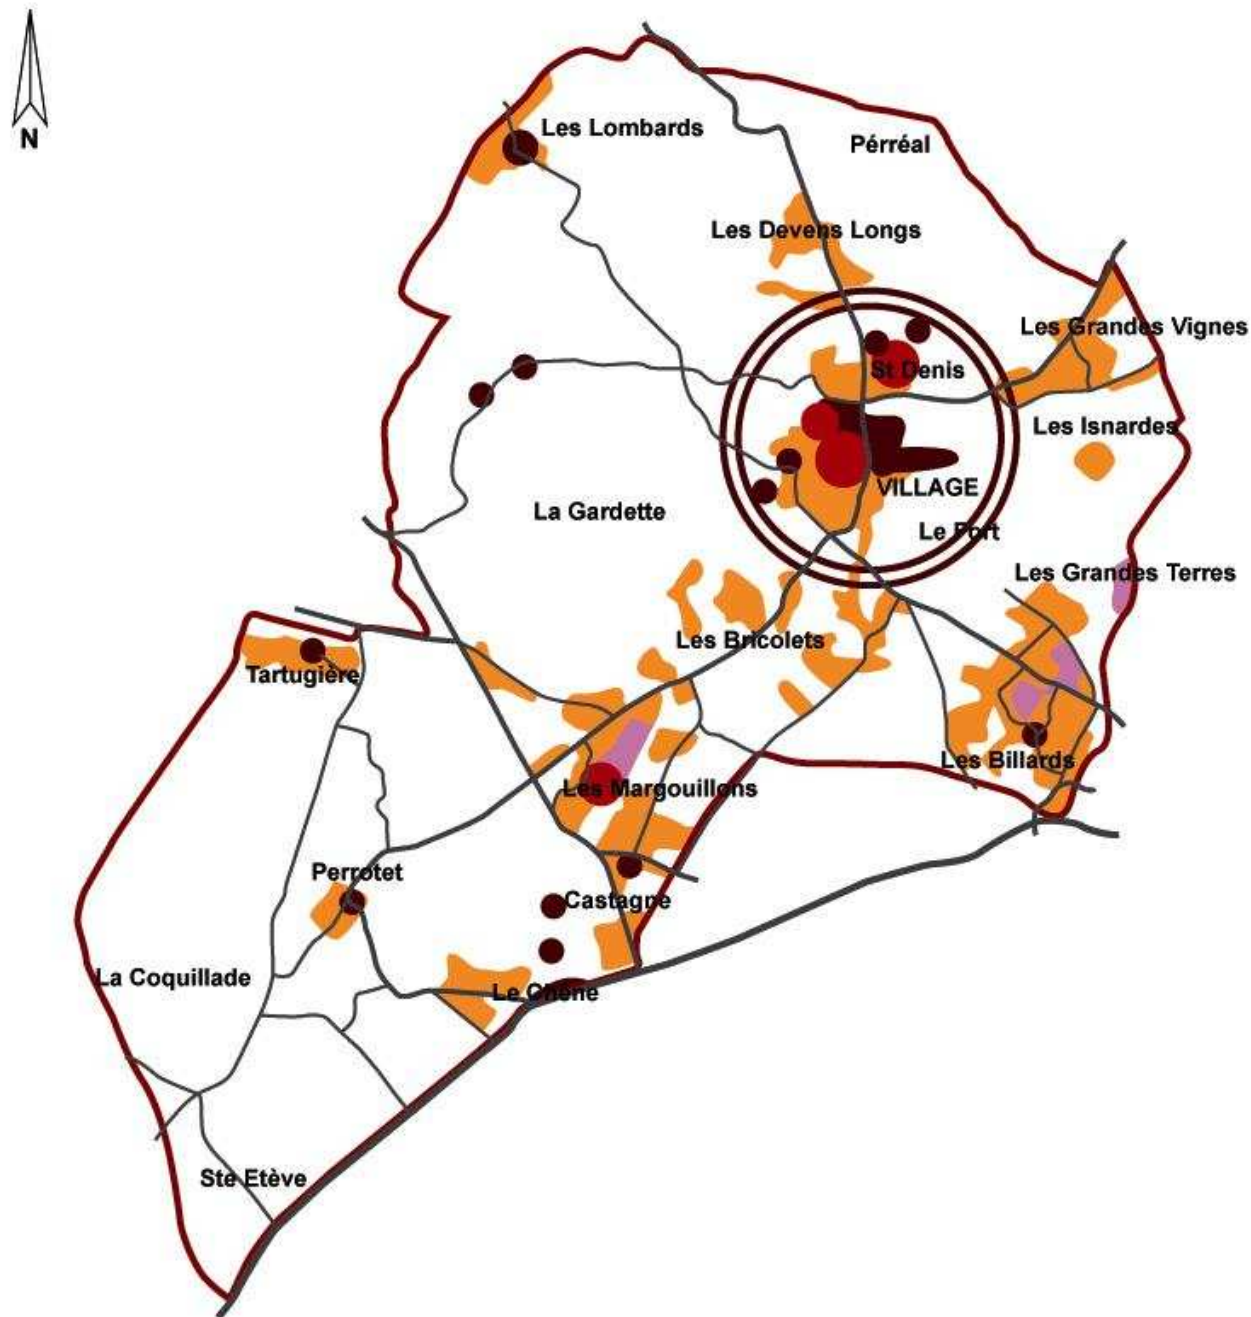 N
Les Lombards
Pérréal
Les Devens Longs
Les Grandes Vignes
St Denis
Les Isnardes
VILLAGE
La Gardette
Le Fort
Les Grandes Terres
Les Bricolets
Tartugière
Les Billards
Les Margouillons
Perrotet
Castagne
La Coquillade
Le Chêne
Ste Etève